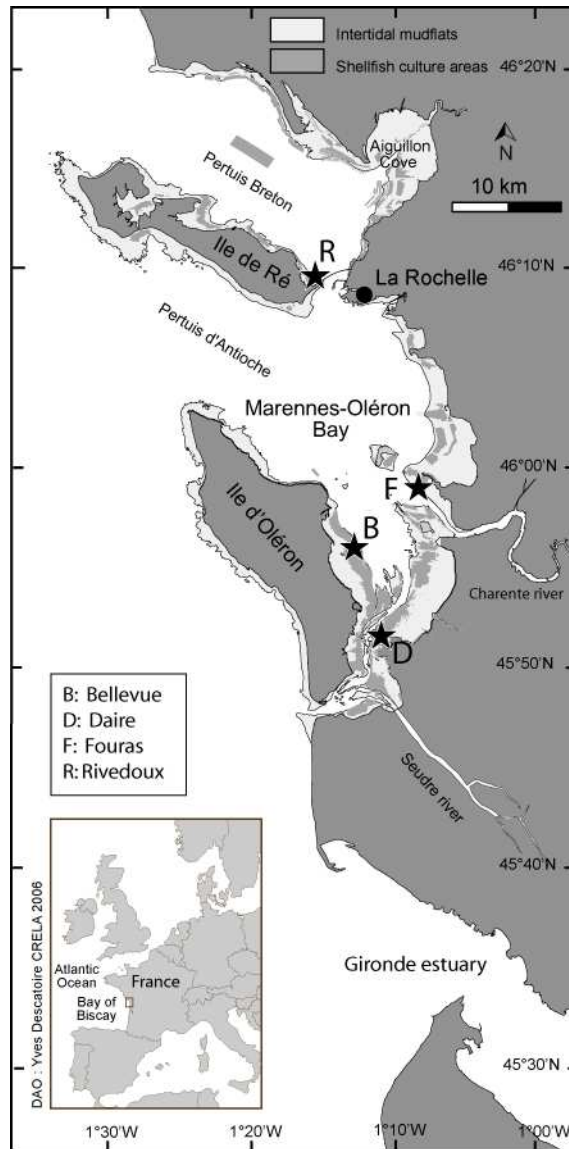 Intertidal mudflats
Shellfish culture areas
46°20'N
Aiguillon
Cove
N
10 km
Pertuis Breton
R
Ile de Ré
46°10'N
La Rochelle
Pertuis d'Antioche
Marennes-Oléron
Bay
46°00'N
F
Ile d'Oléron
B
Charente river
D
45°50'N
B: Bellevue
D: Daire
F: Fouras
R: Rivedoux
Seudre river
45°40'N
DAO : Yves Descatoire CRELA 2006
Atlantic
Ocean
France
Bay of
Biscay
Gironde estuary
45°30'N
1°30'W
1°20'W
1°10'W
1°00'W